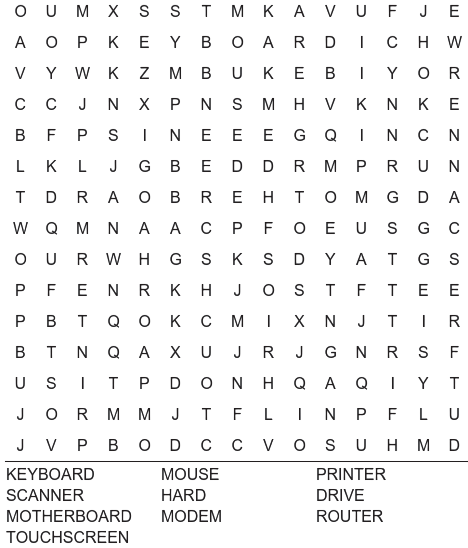 O U M X S S T M K A V U F J E
A O P K E Y B O A R D I C H W
V Y W K Z M B U K E B I Y O R
C C J N X P N S M H V K N K E
B F P S I N E E E G Q I N C N
L K L J G B E D D R M P R U N
T D R A O B R E H T O M G D A
W Q M N A A C P F O E U S G C
O U R W H G S K S D Y A T G S
P F E N R K H J O S T F T E E
P B T Q O K C M I X N J T I R
B T N Q A X U J R J G N R S F
U S I T P D O N H Q A Q I Y T
J O R M M J T F L I N P F L U
J V P B O D C C V O S U H M D
KEYBOARD MOUSE PRINTER
SCANNER HARD DRIVE
MOTHERBOARD MODEM ROUTER
TOUCHSCREEN